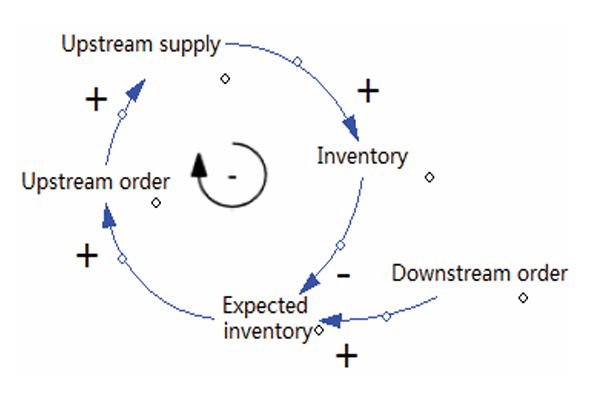 Upstream supply
+
+
Inventory
-
Upstream order
+
-
Downstream order
Expected
inventory
+